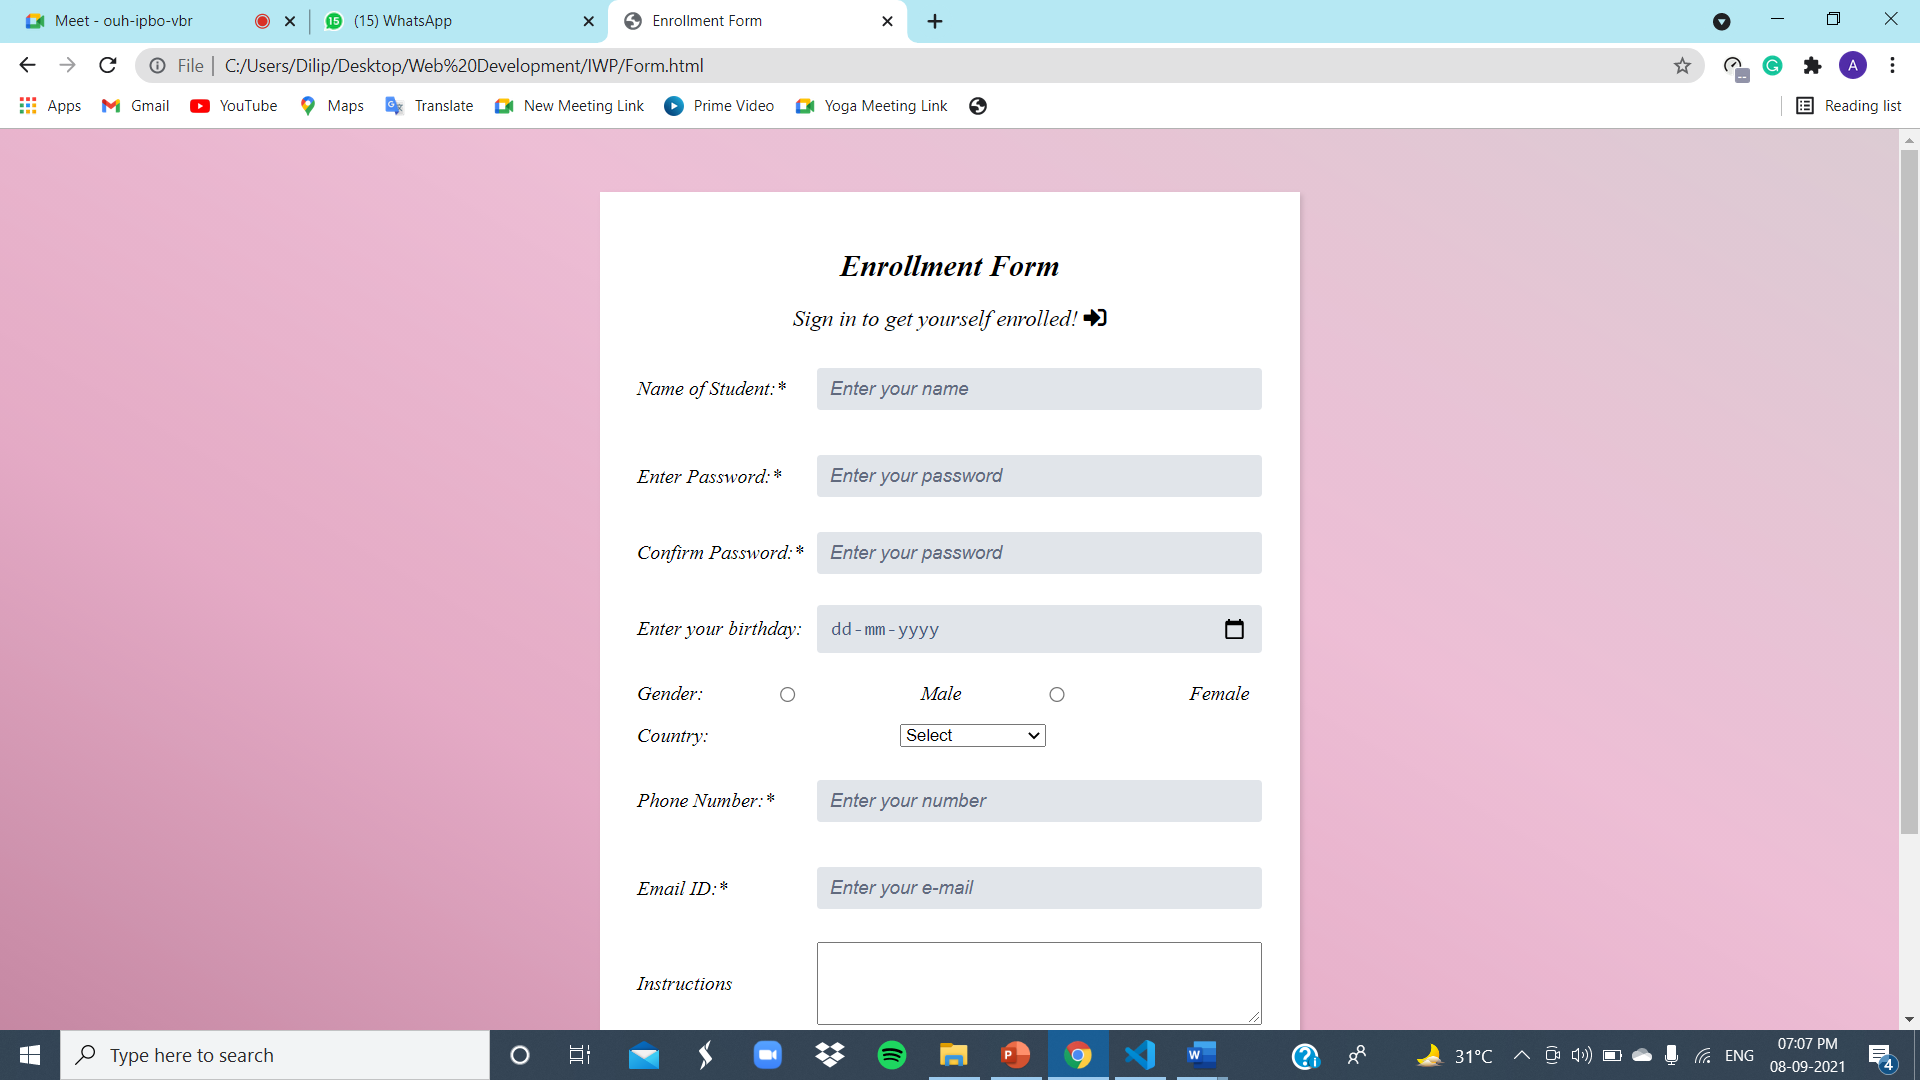 Meet - ouh-ipbo-vbr
15 (15) WhatsApp
Enrollment Form
File | C:/Users/Dilip/Desktop/Web%20Development/IWP/Form.html
A
Apps Gmail YouTube Maps Translate New Meeting Link Prime Video Yoga Meeting Link Reading list
Enrollment Form
Sign in to get yourself enrolled!
Name of Student:* Enter your name
Enter Password:* Enter your password
Confirm Password:* Enter your password
Enter your birthday: dd-mm-yyyy
Gender: Male Female
Country: Select
Phone Number:* Enter your number
Email ID:* Enter your e-mail
Instructions
Type here to search
31°C
ENG
07:07 PM
08-09-2021
4